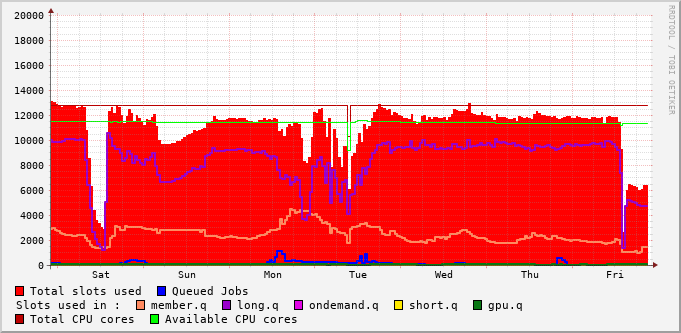 20000
18000
16000
14000
12000
10000
8000
6000
4000
2000
0
Sat Sun Mon Tue Wed Thu Fri
RRDTOOL / TOBI OETIKER
Total slots used Queued Jobs
Slots used in : member.q long.q ondemand.q short.q gpu.q
Total CPU cores Available CPU cores